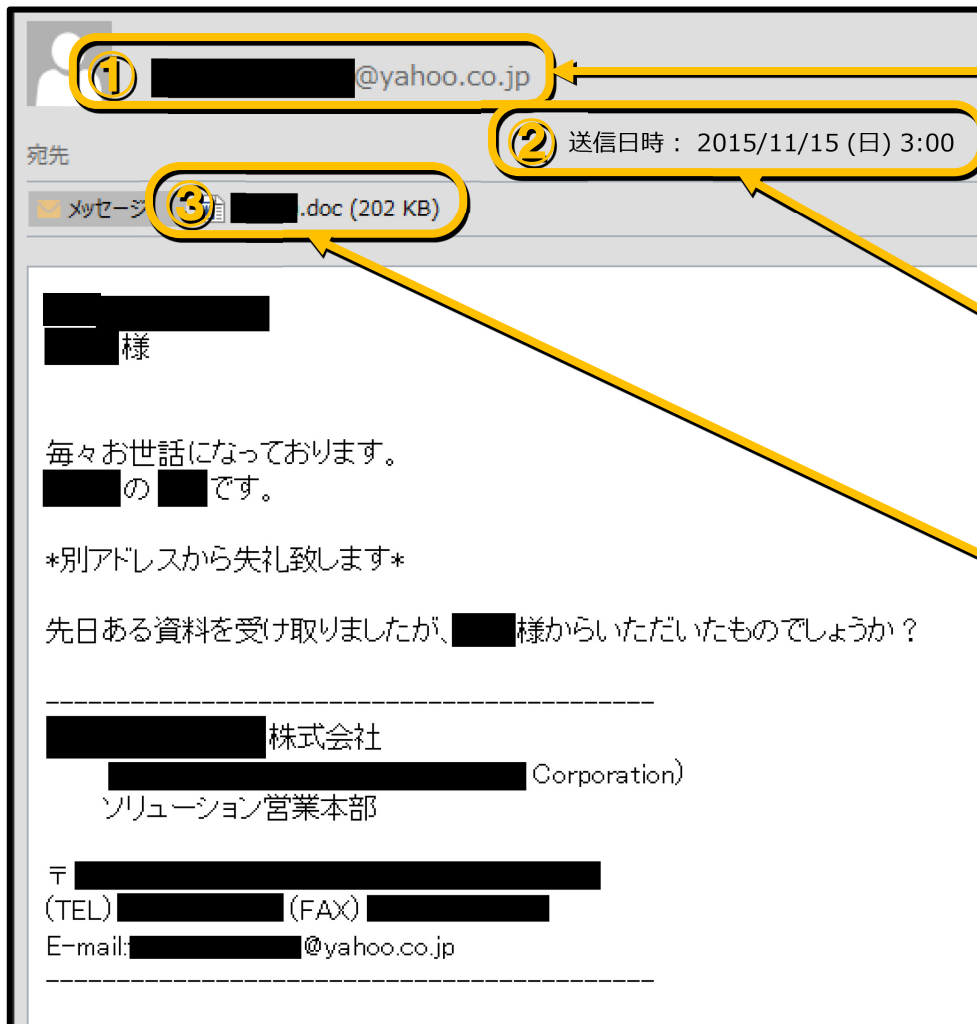 ① @yahoo.co.jp
② 送信日時： 2015/11/15 (日) 3:00
宛先
メッセージ ③ .doc (202 KB)
様
毎々お世話になっております。
の です。
*別アドレスから失礼致します*
先日ある資料を受け取りましたが、 様からいただいたものでしょうか？
--------------------------------------------
株式会社
Corporation)
ソリューション営業本部
〒
(TEL) (FAX)
E-mail: @yahoo.co.jp
--------------------------------------------